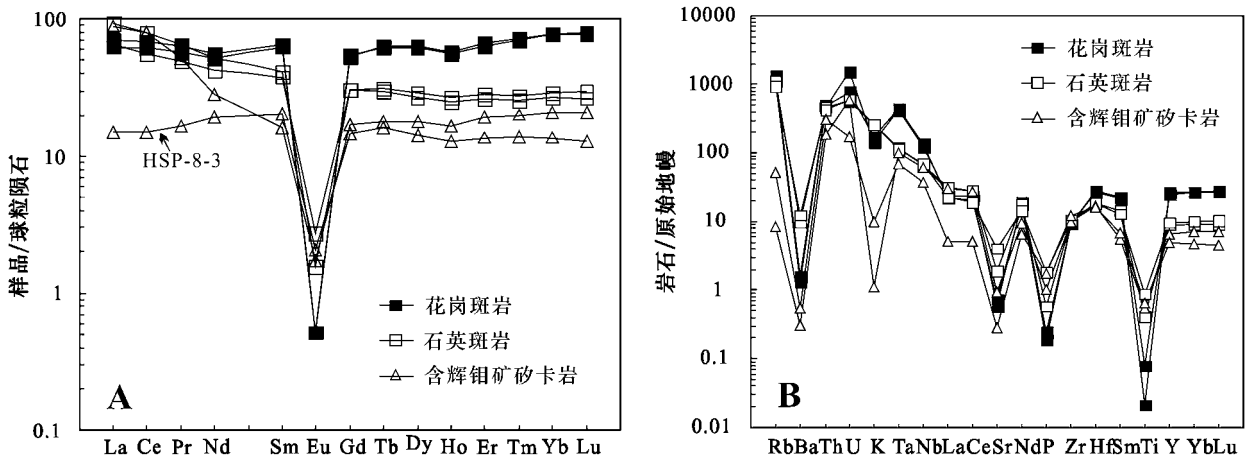 100
10
1
0.1
样品/球粒陨石
HSP-8-3
花岗斑岩
石英斑岩
含辉钼矿矽卡岩
A
La Ce Pr Nd Sm Eu Gd Tb Dy Ho Er Tm Yb Lu
10000
1000
100
10
1
0.1
0.01
岩石/原始地幔
花岗斑岩
石英斑岩
含辉钼矿矽卡岩
B
RbBaTh U K TaNbLaCeSrNdP ZrHfSmTi Y YbLu